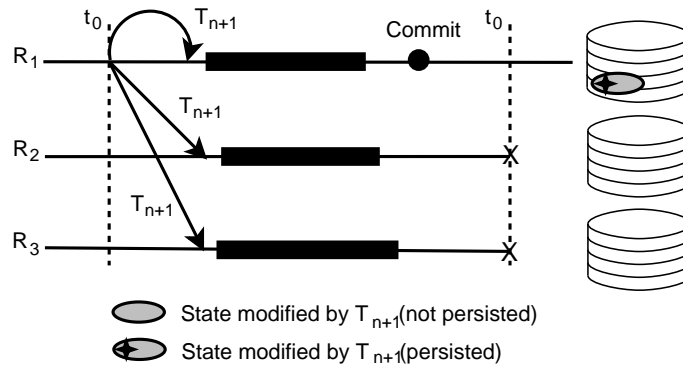 t0 Tn+1 Commit t0
R1
Tn+1
R2
Tn+1
R3
X
X
State modified by Tn+1(not persisted)
State modified by Tn+1(persisted)